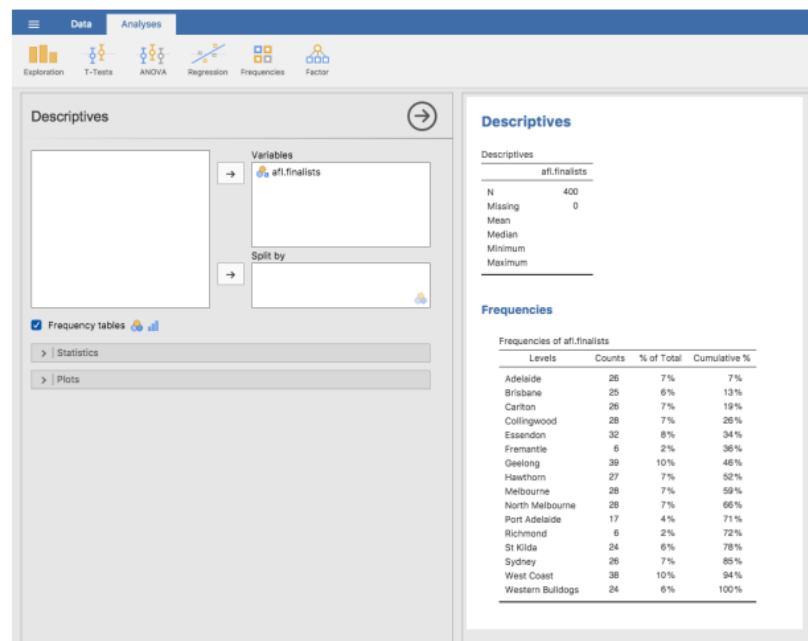 Data Analyses
Exploration T-Tests ANOVA Regression Frequencies Factor
Descriptives
Variables
afl.finalists
Split by
Frequency tables
Statistics
Plots
Descriptives
Descriptives
afl.finalists
N 400
Missing 0
Mean
Median
Minimum
Maximum
Frequencies
Frequencies of afl.finalists
Levels Counts % of Total Cumulative %
Adelaide 26 7% 7%
Brisbane 25 6% 13%
Carlton 26 7% 19%
Collingwood 28 7% 26%
Essendon 32 8% 34%
Fremantle 6 2% 36%
Geelong 39 10% 46%
Hawthorn 27 7% 52%
Melbourne 28 7% 59%
North Melbourne 28 7% 66%
Port Adelaide 17 4% 71%
Richmond 6 2% 72%
St Kilda 24 6% 78%
Sydney 26 7% 85%
West Coast 38 10% 94%
Western Bulldogs 24 6% 100%